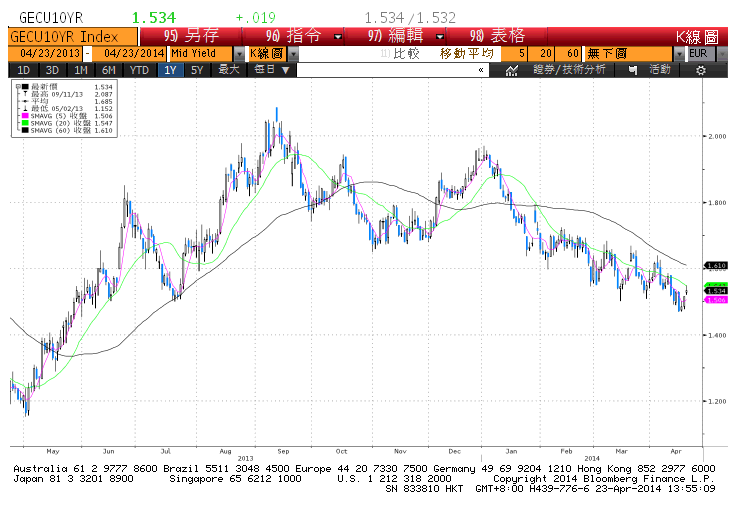 GECU10YR 1.534 +.019 1.534/1.532
GECU10YR Index 95) 另存 96) 指令 97) 編輯 98) 表格 K線圖
04/23/2013 - 04/23/2014 Mid Yield K線圖 比較 移動平均 5 20 60 無下圖 EUR
1D 3D 1M 6M YTD 1Y 5Y 最大 每日 ▼ « 證券/技術分析 活動
最新價 1.534
最高 09/11/13 2.087
平均 1.685
最低 05/02/13 1.152
SMAVG (5) 收盤 1.506
SMAVG (20) 收盤 1.547
SMAVG (60) 收盤 1.610
2.000
1.800
1.610
1.534
1.506
1.400
1.200
May Jun Jul Aug Sep Oct Nov Dec Jan Feb Mar Apr
2013 2014
Australia 61 2 9777 8600 Brazil 5511 3048 4500 Europe 44 20 7330 7500 Germany 49 69 9204 1210 Hong Kong 852 2977 6000
Japan 81 3 3201 8900 Singapore 65 6212 1000 U.S. 1 212 318 2000 Copyright 2014 Bloomberg Finance L.P.
SN 833810 HKT GMT+8:00 H439-776-6 23-Apr-2014 13:55:09